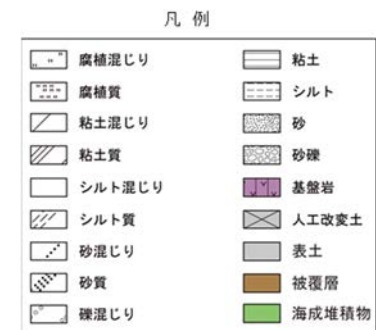 凡 例
腐植混じり
腐植質
粘土混じり
粘土質
シルト混じり
シルト質
砂混じり
砂質
礫混じり
粘土
シルト
砂
砂礫
基盤岩
人工改変土
表土
被覆層
海成堆積物